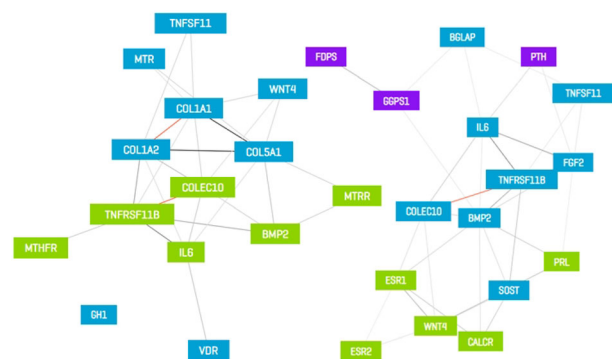 TNFSF11
MTR
WNT4
COL1A1
COL1A2
COL5A1
COLEC10
MTRR
TNFRSF11B
BMP2
MTHFR
IL6
GH1
VDR
BGLAP
FDPS
PTH
GGPS1
TNFSF11
IL6
FGF2
TNFRSF11B
COLEC10
BMP2
PRL
ESR1
SOST
WNT4
CALCR
ESR2